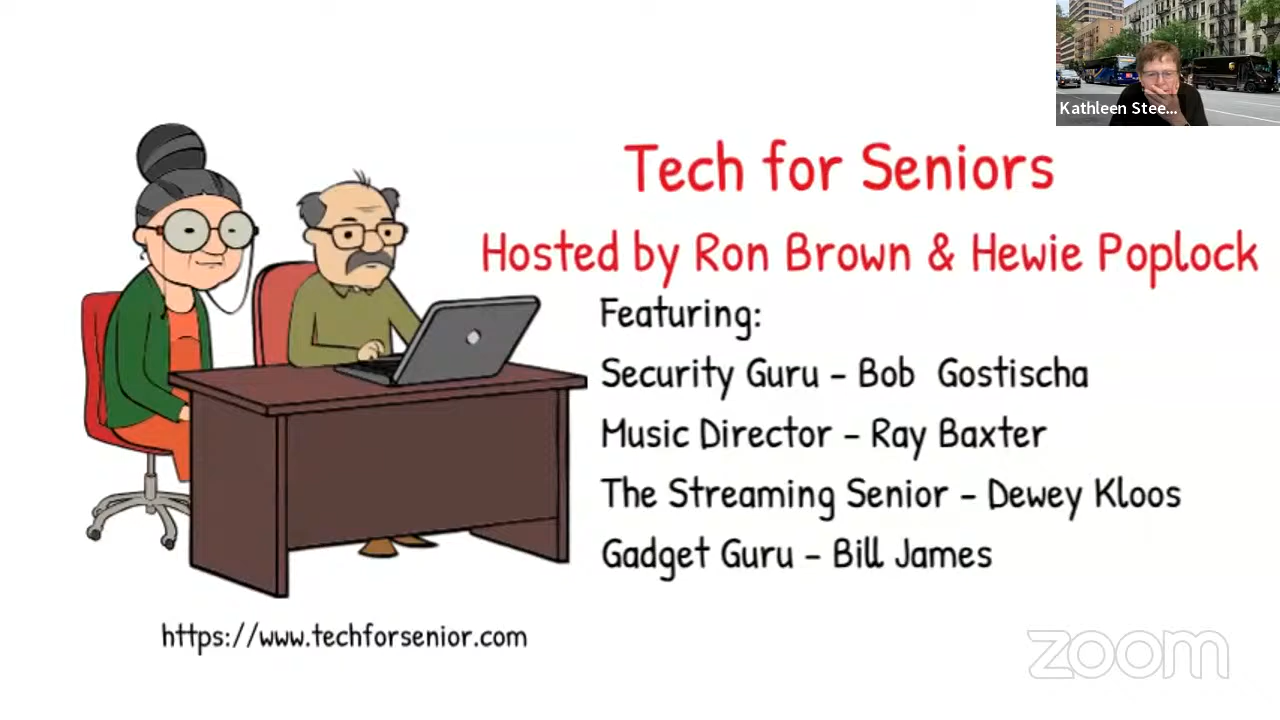 Kathleen Stee...
Tech for Seniors
Hosted by Ron Brown & Hewie Poplock
Featuring:
Security Guru - Bob Gostischa
Music Director - Ray Baxter
The Streaming Senior - Dewey Kloos
Gadget Guru - Bill James
https://www.techforsenior.com
zoom